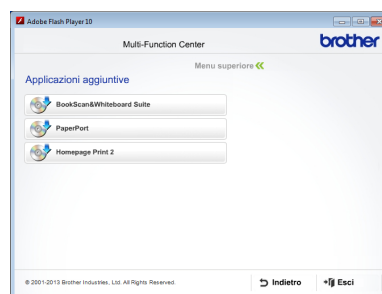 Adobe Flash Player 10
Multi-Function Center
brother
Menu superiore
Applicazioni aggiuntive
BookScan&Whiteboard Suite
PaperPort
Homepage Print 2
© 2001-2013 Brother Industries, Ltd. All Rights Reserved.
Indietro
Esci